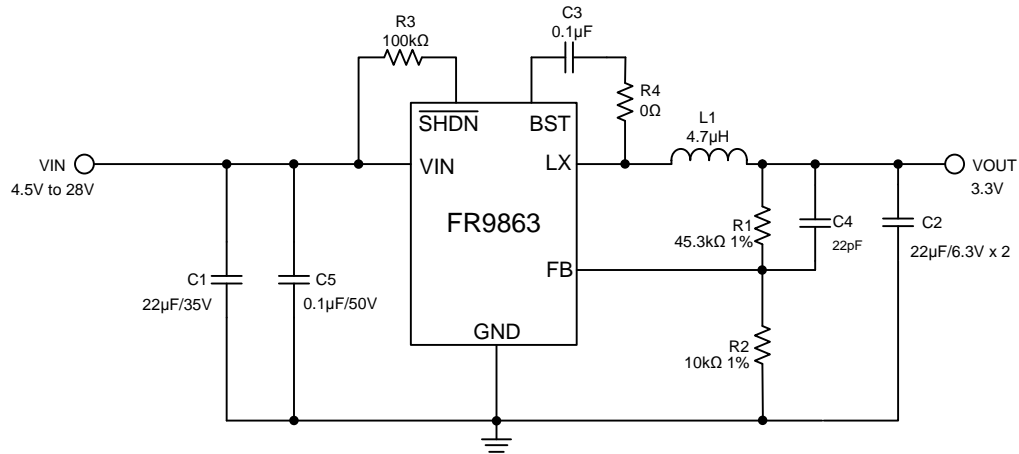 R3
100kΩ
C3
0.1µF
R4
0Ω
SHDN
BST
L1
4.7µH
VIN
4.5V to 28V
VIN
LX
VOUT
3.3V
FR9863
R1
45.3kΩ 1%
C4
22pF
C2
22µF/6.3V x 2
FB
C1
22µF/35V
C5
0.1µF/50V
GND
R2
10kΩ 1%